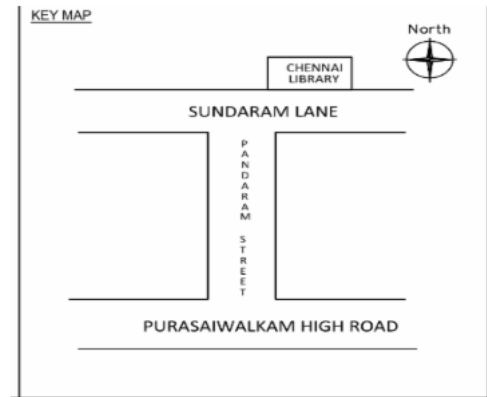 KEY MAP
North
CHENNAI
LIBRARY
SUNDARAM LANE
PANDARAM STREET
PURASAIWALKAM HIGH ROAD